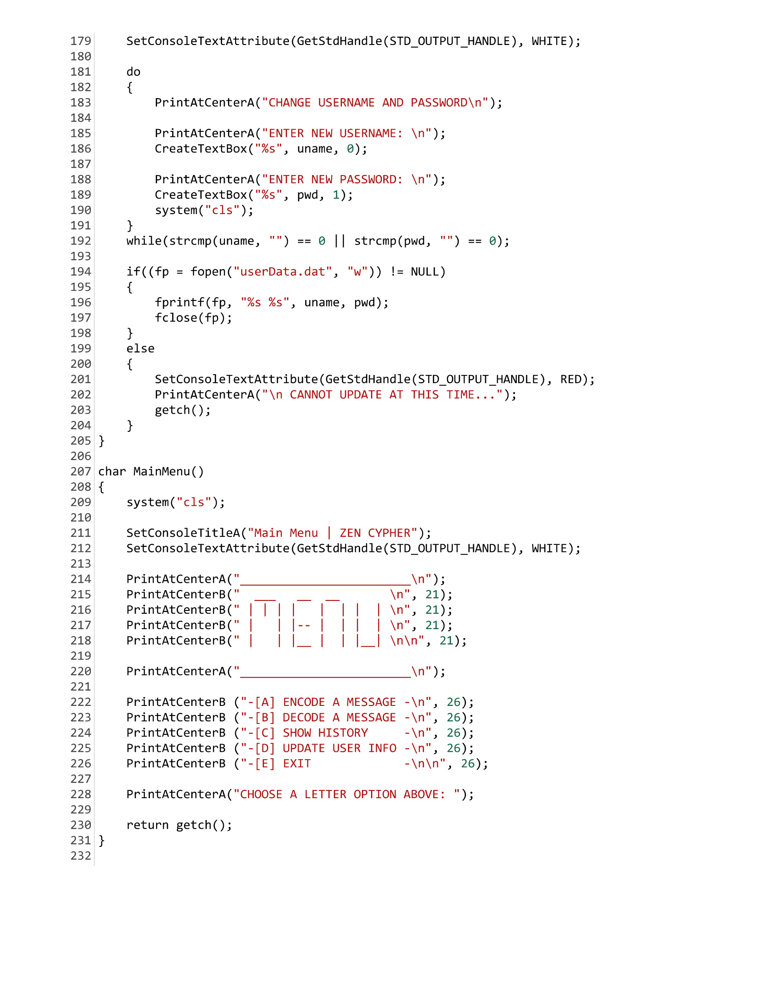 179     SetConsoleTextAttribute(GetStdHandle(STD_OUTPUT_HANDLE), WHITE);
180
181     do
182     {
183         PrintAtCenterA("CHANGE USERNAME AND PASSWORD\n");
184
185         PrintAtCenterA("ENTER NEW USERNAME: \n");
186         CreateTextBox("%s", uname, 0);
187
188         PrintAtCenterA("ENTER NEW PASSWORD: \n");
189         CreateTextBox("%s", pwd, 1);
190         system("cls");
191     }
192     while(strcmp(uname, "") == 0 || strcmp(pwd, "") == 0);
193
194     if((fp = fopen("userData.dat", "w")) != NULL)
195     {
196         fprintf(fp, "%s %s", uname, pwd);
197         fclose(fp);
198     }
199     else
200     {
201         SetConsoleTextAttribute(GetStdHandle(STD_OUTPUT_HANDLE), RED);
202         PrintAtCenterA("\n CANNOT UPDATE AT THIS TIME...");
203         getch();
204     }
205 }
206
207 char MainMenu()
208 {
209     system("cls");
210
211     SetConsoleTitleA("Main Menu | ZEN CYPHER");
212     SetConsoleTextAttribute(GetStdHandle(STD_OUTPUT_HANDLE), WHITE);
213
214     PrintAtCenterA("________________________\n");
215     PrintAtCenterB("  ___   __  __       \n", 21);
216     PrintAtCenterB(" | | | |   |  | |  | \n", 21);
217     PrintAtCenterB(" |   | |-- |  | |  | \n", 21);
218     PrintAtCenterB(" |   | |__ |  | |__| \n\n", 21);
219
220     PrintAtCenterA("________________________\n");
221
222     PrintAtCenterB ("-[A] ENCODE A MESSAGE -\n", 26);
223     PrintAtCenterB ("-[B] DECODE A MESSAGE -\n", 26);
224     PrintAtCenterB ("-[C] SHOW HISTORY     -\n", 26);
225     PrintAtCenterB ("-[D] UPDATE USER INFO -\n", 26);
226     PrintAtCenterB ("-[E] EXIT             -\n\n", 26);
227
228     PrintAtCenterA("CHOOSE A LETTER OPTION ABOVE: ");
229
230     return getch();
231 }
232